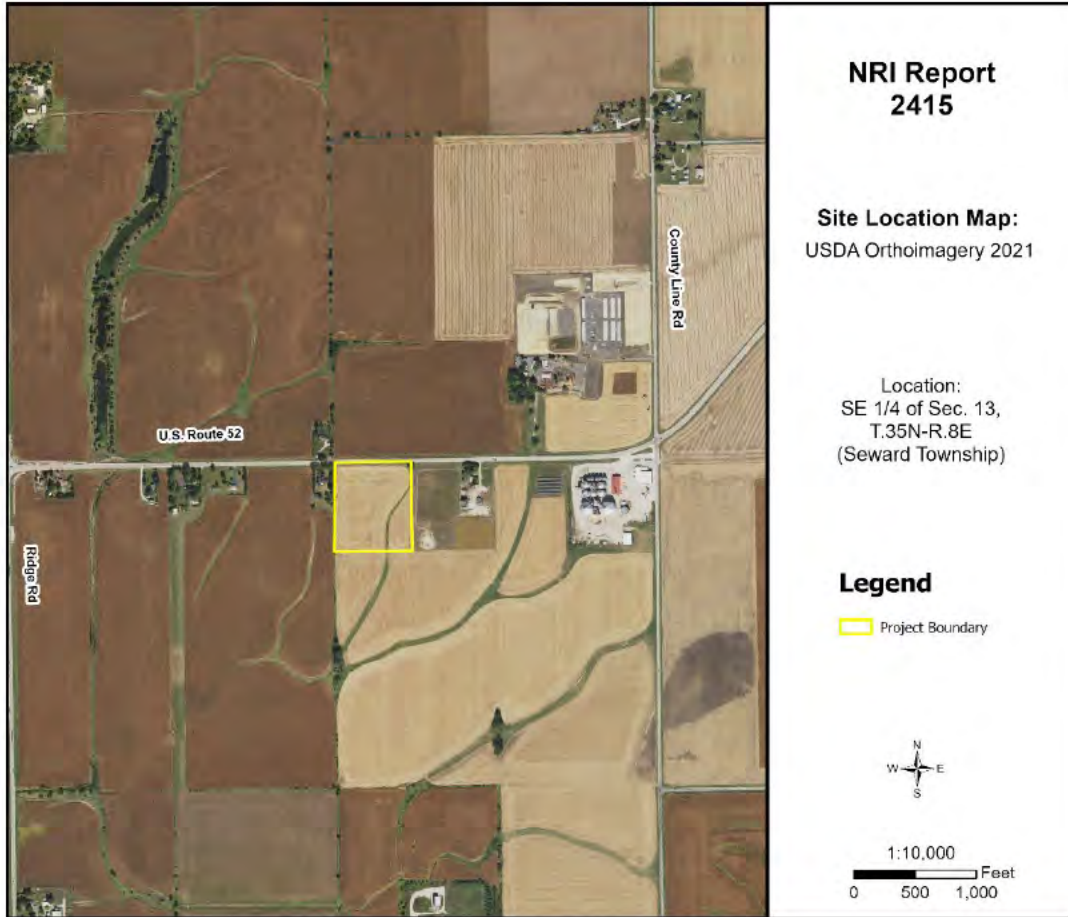 NRI Report
2415
Site Location Map:
USDA Orthoimagery 2021
Location:
SE 1/4 of Sec. 13,
T.35N-R.8E
(Seward Township)
County Line Rd
U.S. Route 52
Ridge Rd
Legend
Project Boundary
N
W E
S
1:10,000
Feet
0 500 1,000